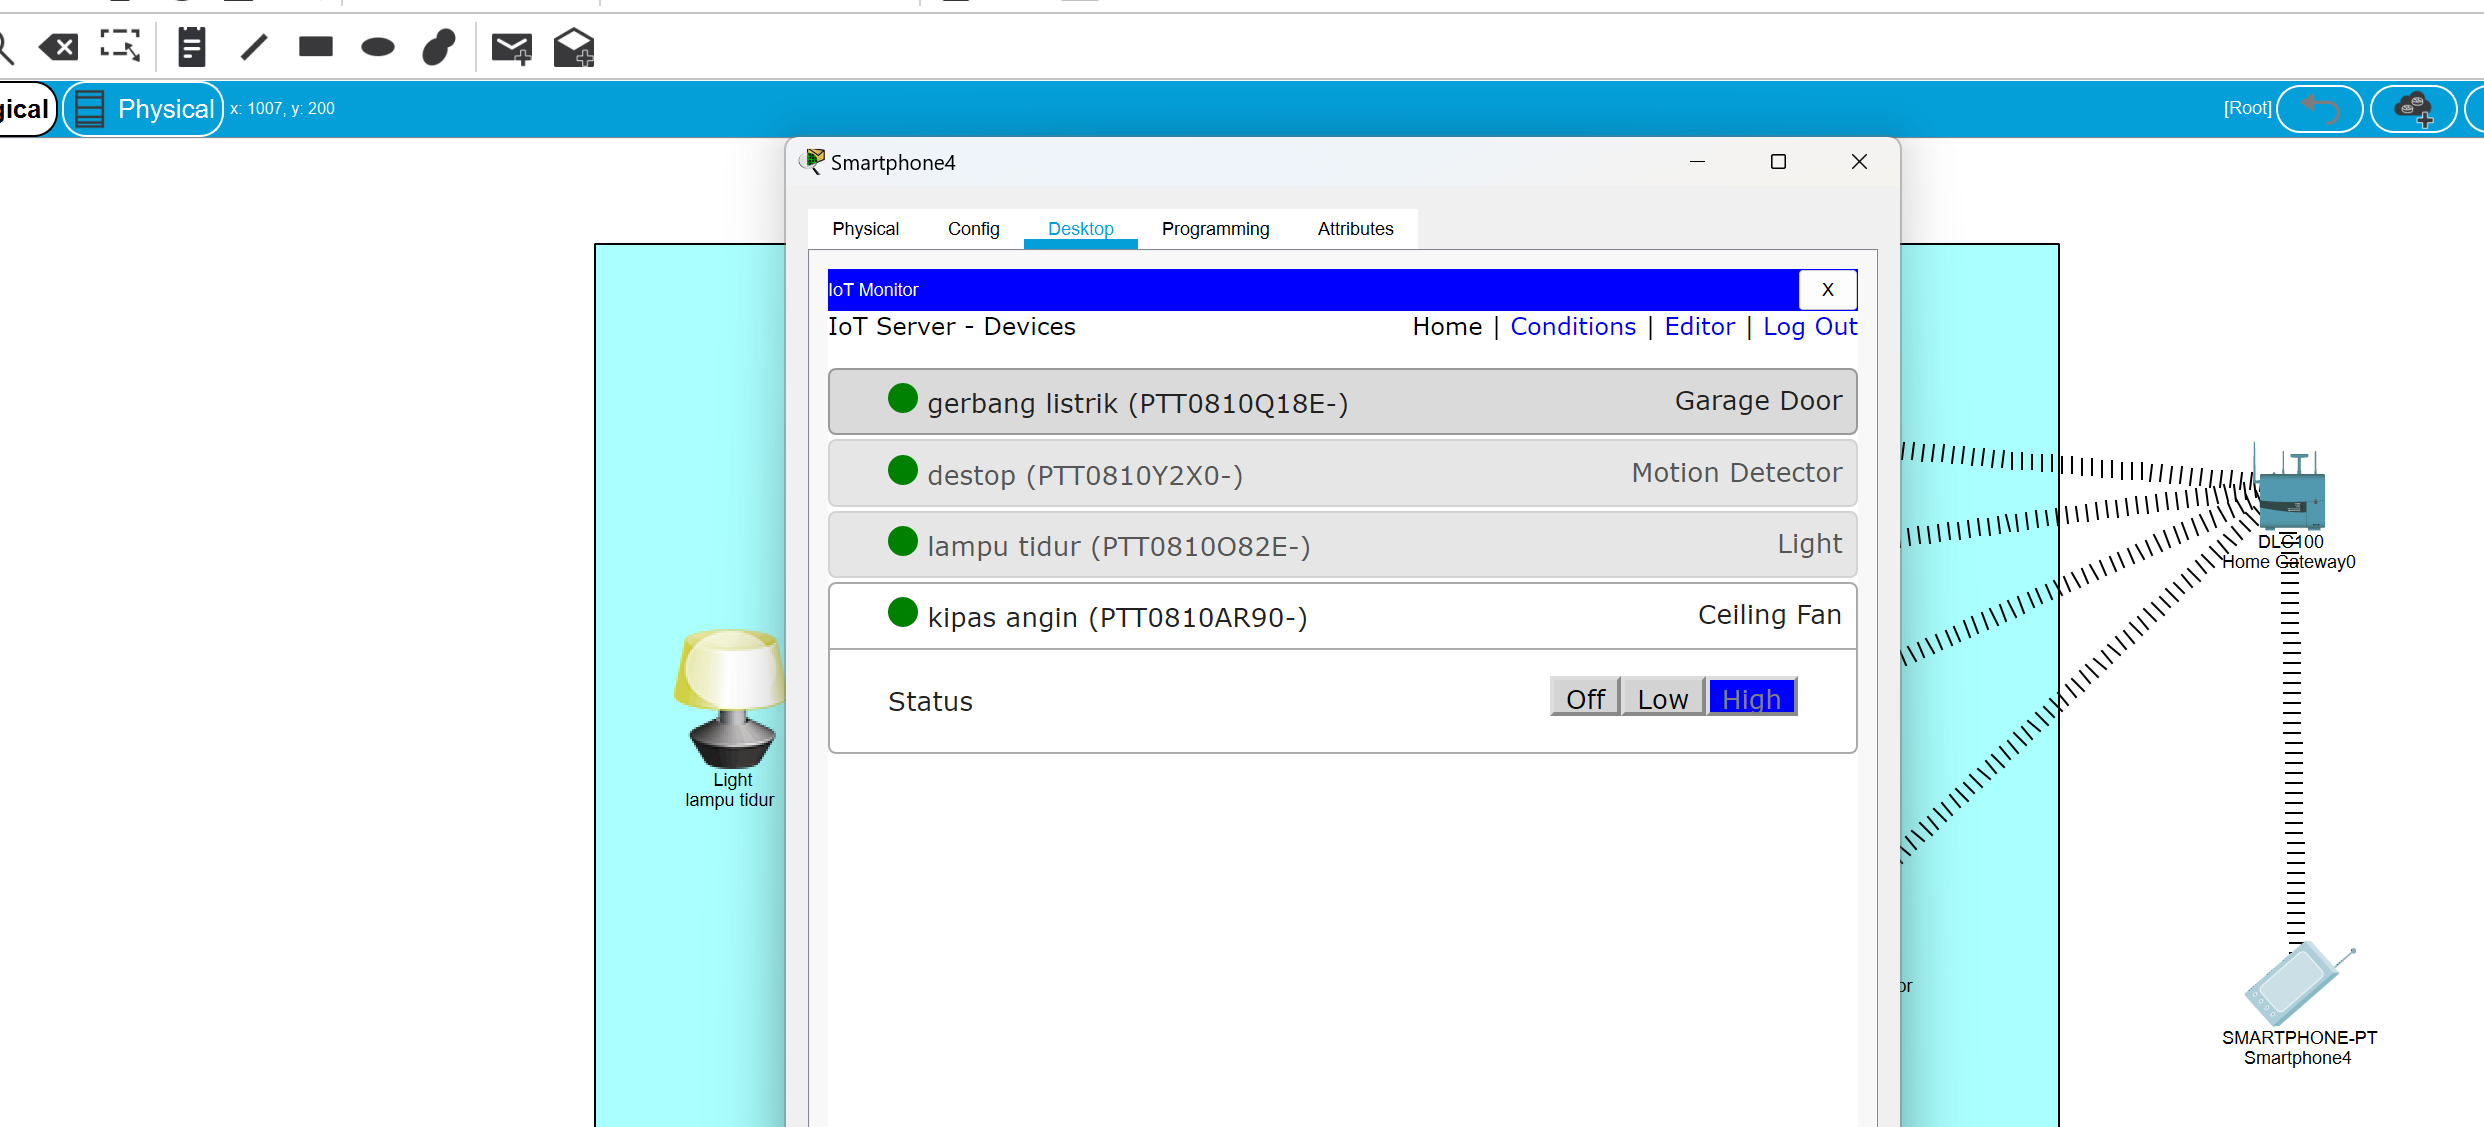 Physical x: 1007, y: 200 [Root]
Smartphone4
Physical Config Desktop Programming Attributes
IoT Monitor X
IoT Server - Devices Home | Conditions | Editor | Log Out
gerbang listrik (PTT0810Q18E-) Garage Door
destop (PTT0810Y2X0-) Motion Detector
lampu tidur (PTT0810O82E-) Light
kipas angin (PTT0810AR90-) Ceiling Fan
Status Off Low High
Light
lampu tidur
DLC100
Home Gateway0
SMARTPHONE-PT
Smartphone4